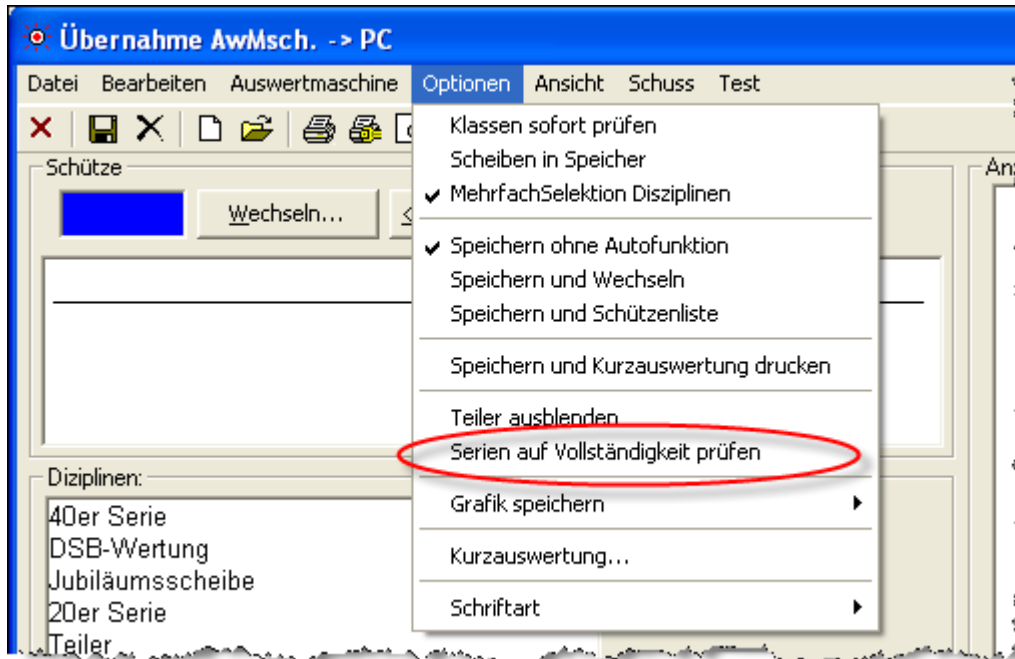 Übernahme AwMsch. -> PC
Datei Bearbeiten Auswertmaschine Optionen Ansicht Schuss Test
Klassen sofort prüfen
Scheiben in Speicher
MehrfachSelektion Disziplinen
Speichern ohne Autofunktion
Speichern und Wechseln
Speichern und Schützenliste
Speichern und Kurzauswertung drucken
Teiler ausblenden
Serien auf Vollständigkeit prüfen
Grafik speichern
Kurzauswertung...
Schriftart
Schütze
Wechseln...
Diziplinen:
40er Serie
DSB-Wertung
Jubiläumsscheibe
20er Serie
Teiler